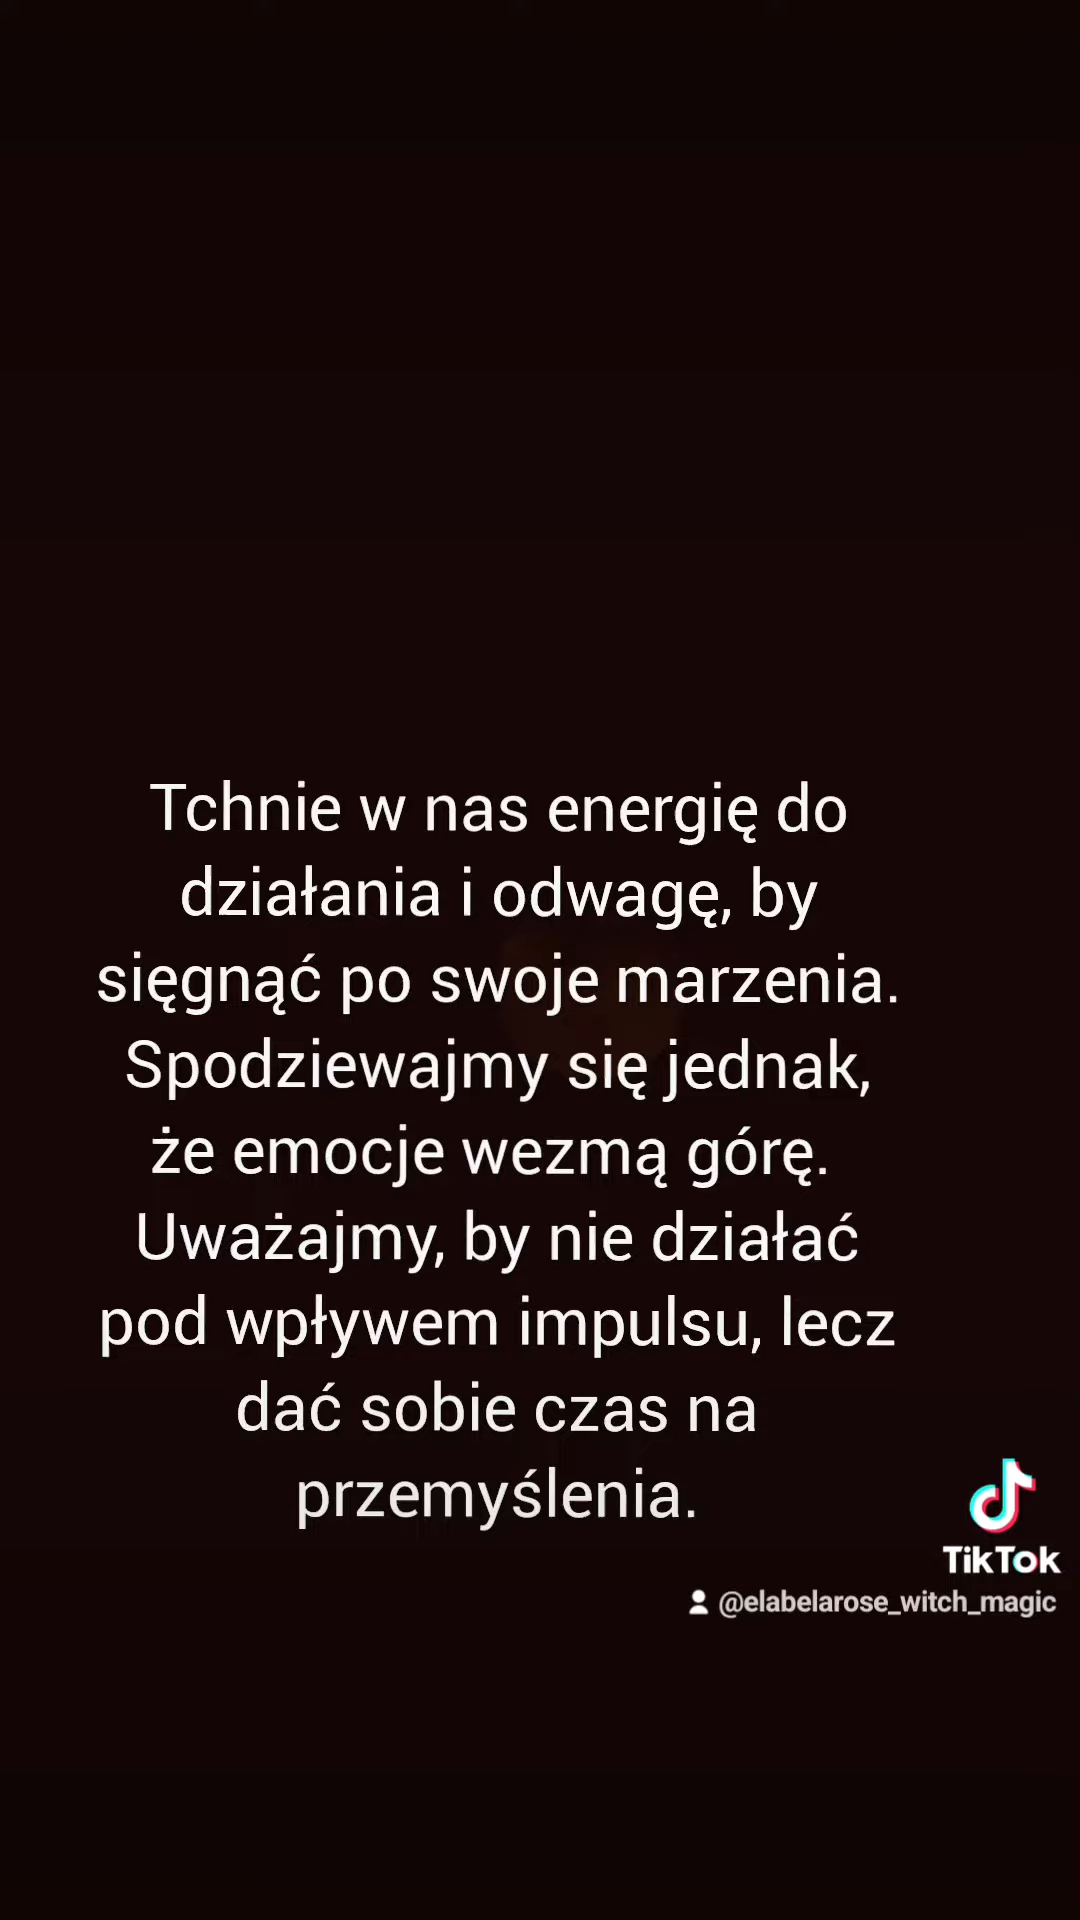 Tchnie w nas energię do
działania i odwagę, by
sięgnąć po swoje marzenia.
Spodziewajmy się jednak,
że emocje wezmą górę.
Uważajmy, by nie działać
pod wpływem impulsu, lecz
dać sobie czas na
przemyślenia.
TikTok
@elabelarose_witch_magic